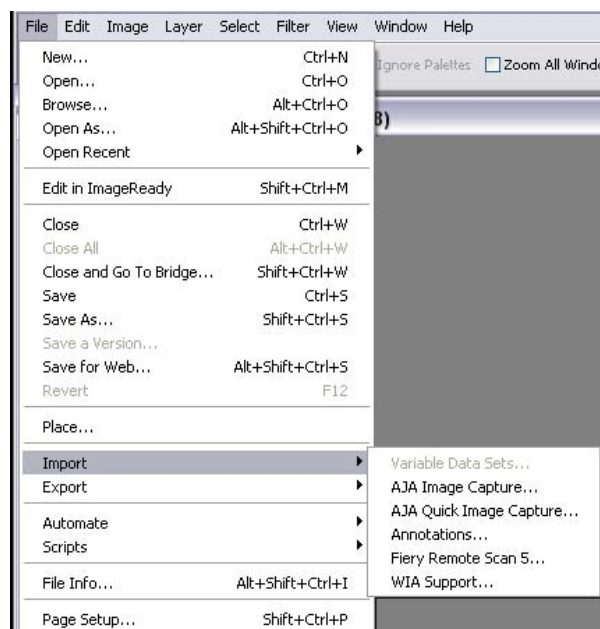 File Edit Image Layer Select Filter View Window Help
Ignore Palettes Zoom All Windo
New... Ctrl+N
Open... Ctrl+O
Browse... Alt+Ctrl+O
8)
Open As... Alt+Shift+Ctrl+O
Open Recent
Edit in ImageReady Shift+Ctrl+M
Close Ctrl+W
Close All Alt+Ctrl+W
Close and Go To Bridge... Shift+Ctrl+W
Save Ctrl+S
Save As... Shift+Ctrl+S
Save a Version...
Save for Web... Alt+Shift+Ctrl+S
Revert F12
Place...
Import
Export
Automate
Scripts
File Info... Alt+Shift+Ctrl+I
Page Setup... Shift+Ctrl+P
Variable Data Sets...
AJA Image Capture...
AJA Quick Image Capture...
Annotations...
Fiery Remote Scan 5...
WIA Support...